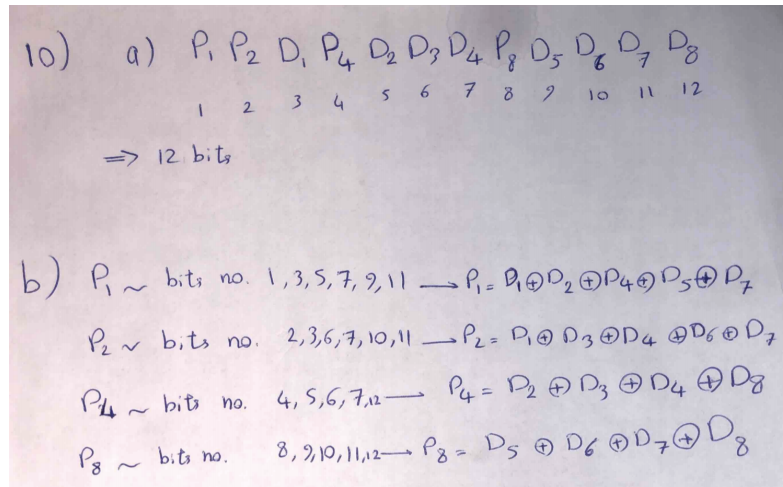 10) a) P₁ P₂ D₁ P₄ D₂ D₃ D₄ P₈ D₅ D₆ D₇ D₈
1 2 3 4 5 6 7 8 9 10 11 12
=> 12 bits
b) P₁ ~ bits no. 1,3,5,7,9,11 → P₁ = D₁⊕D₂⊕D₄⊕D₅⊕D₇
P₂ ~ bits no. 2,3,6,7,10,11 → P₂ = D₁⊕D₃⊕D₄⊕D₆⊕D₇
P₄ ~ bits no. 4,5,6,7,12 — P₄ = D₂⊕D₃⊕D₄⊕D₈
P₈ ~ bits no. 8,9,10,11,12 → P₈ = D₅⊕D₆⊕D₇⊕D₈